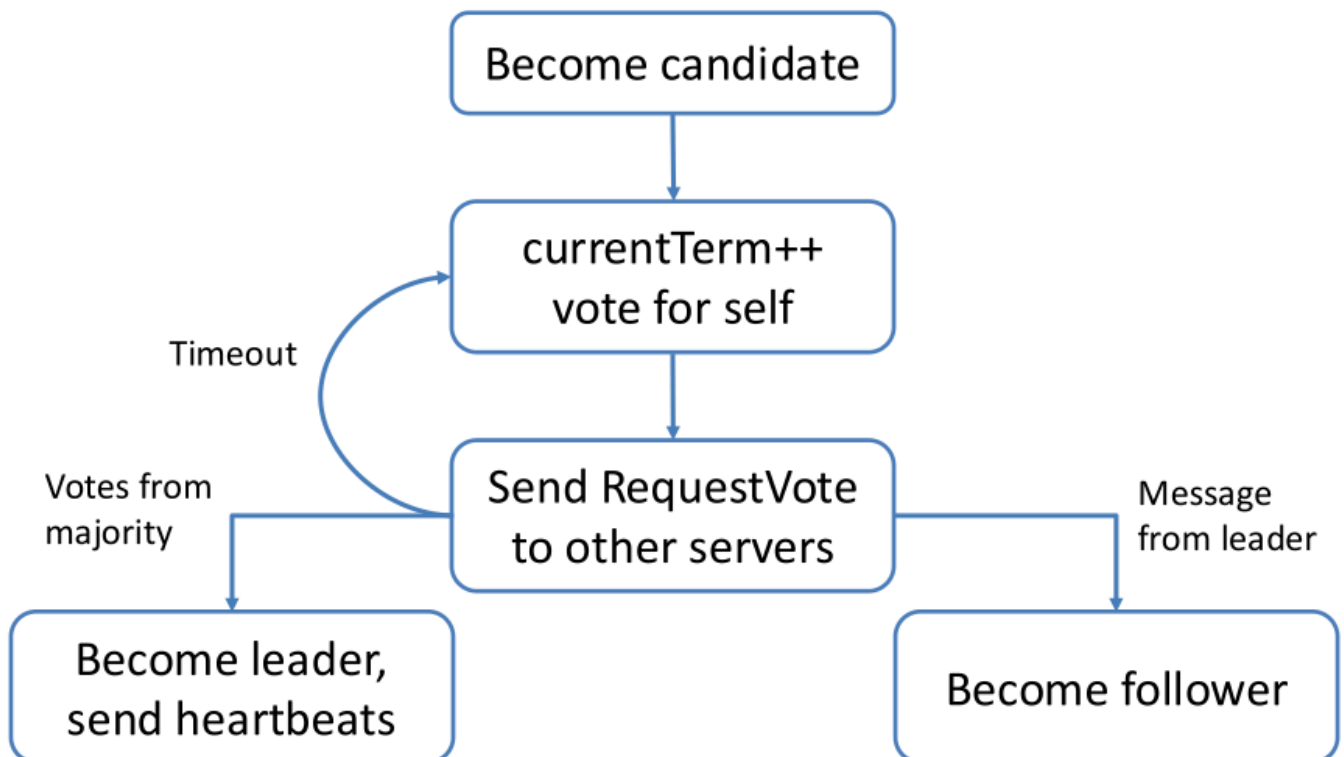 Become candidate
currentTerm++
vote for self
Timeout
Send RequestVote
to other servers
Votes from
majority
Message
from leader
Become leader,
send heartbeats
Become follower